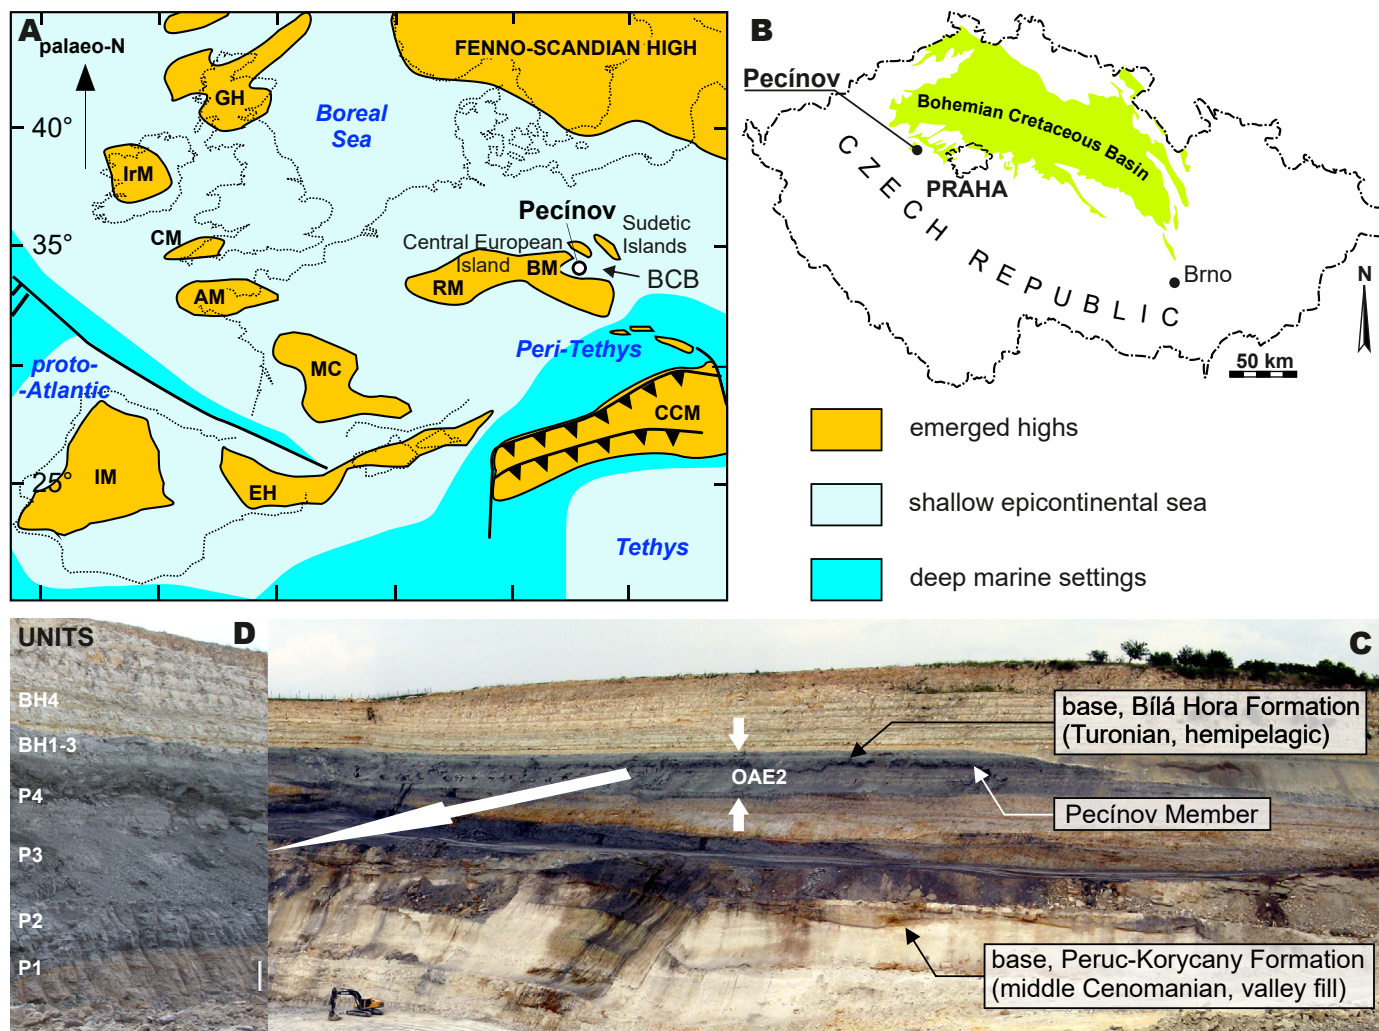 A
palaeo-N
GH
FENNO-SCANDIAN HIGH
Boreal
Sea
40°
IrM
Pecínov
CM
35°
Central European
Island
Sudetic
Islands
BM
BCB
RM
AM
proto-
-Atlantic
MC
Peri-Tethys
CCM
IM
25°
EH
Tethys
B
Pecínov
Bohemian Cretaceous Basin
PRAHA
CZECH REPUBLIC
Brno
N
50 km
emerged highs
shallow epicontinental sea
deep marine settings
UNITS
D
BH4
BH1-3
P4
P3
P2
P1
C
base, Bílá Hora Formation
(Turonian, hemipelagic)
OAE2
Pecínov Member
base, Peruc-Korycany Formation
(middle Cenomanian, valley fill)